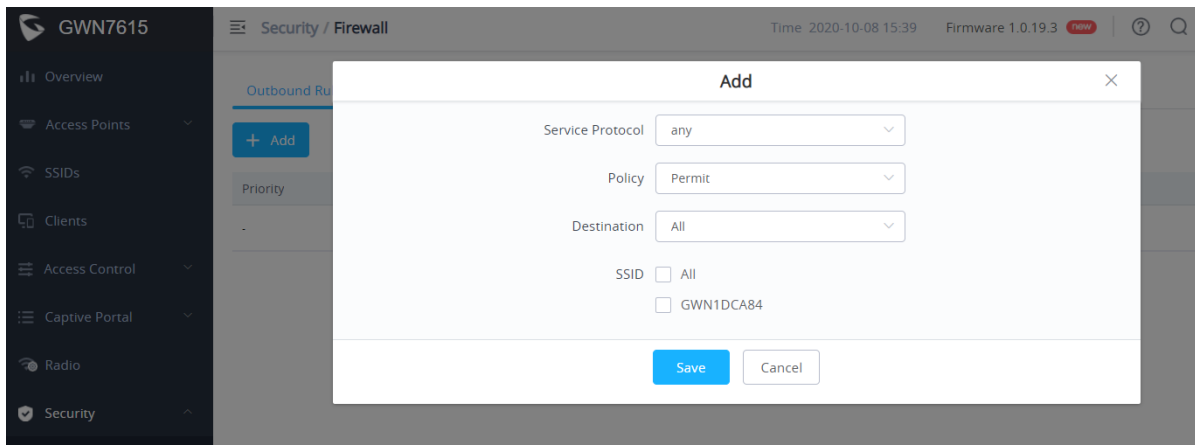 GWN7615
Security / Firewall
Time 2020-10-08 15:39
Firmware 1.0.19.3 new
Overview
Access Points
SSIDs
Clients
Access Control
Captive Portal
Radio
Security
Outbound Ru
+ Add
Priority
-
Add
Service Protocol any
Policy Permit
Destination All
SSID All
GWN1DCA84
Save Cancel